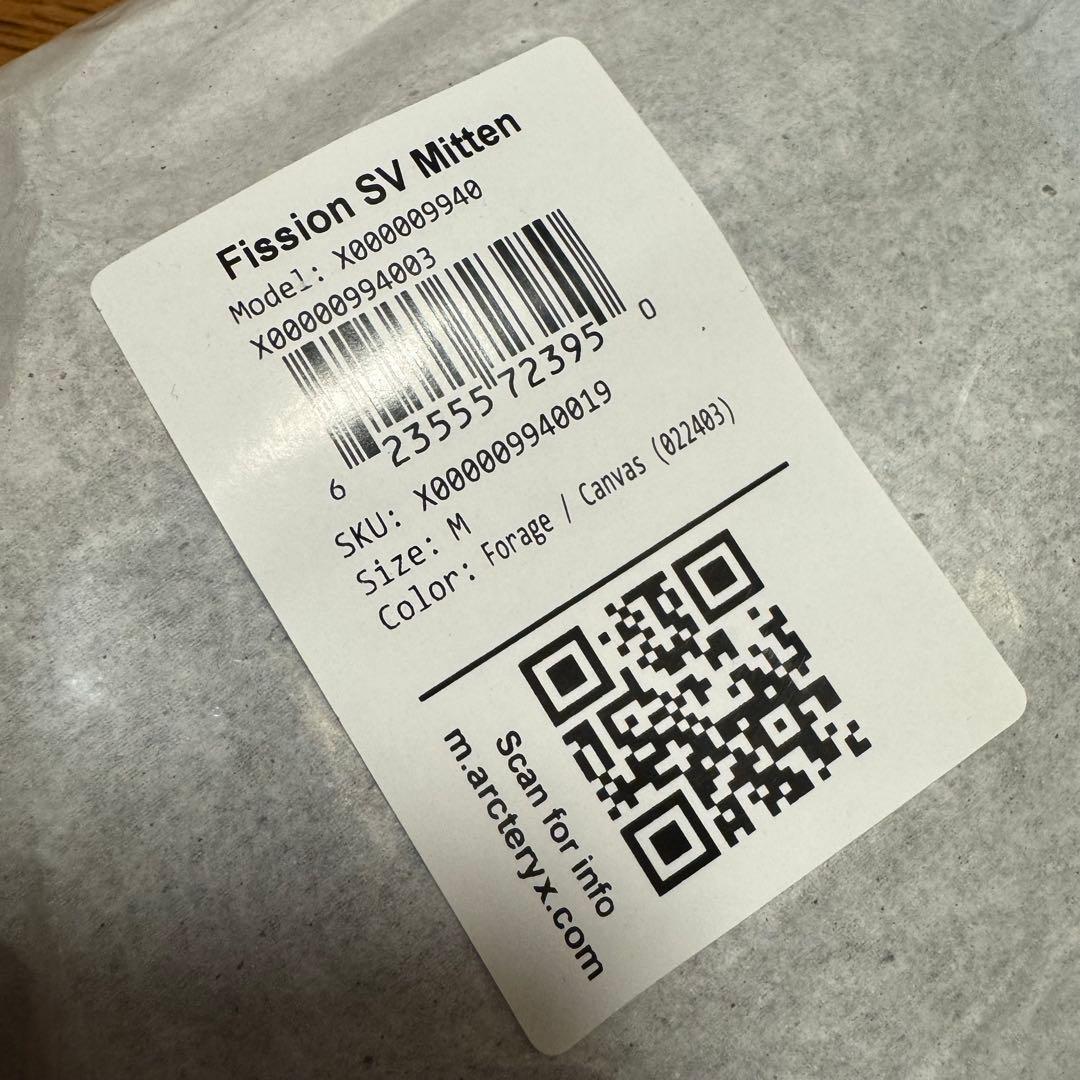 Fission SV Mitten
Model: X000009940
X00000994003
6 23555 72395 0
SKU: X000009940019
Size: M
Color: Forage / Canvas (022403)
Scan for info
m.arcteryx.com